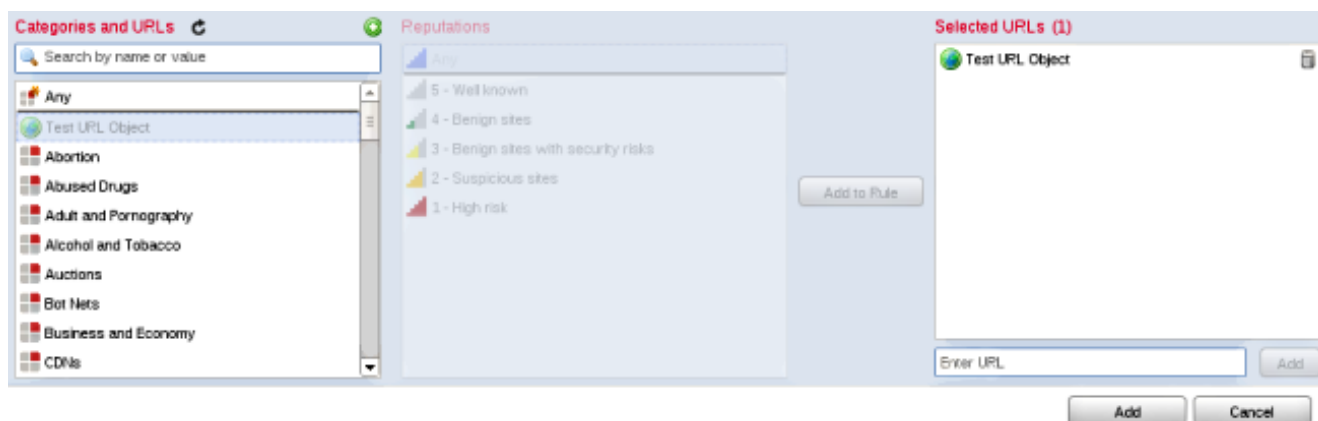 Categories and URLs
Search by name or value
Any
Test URL Object
Abortion
Abused Drugs
Adult and Pornography
Alcohol and Tobacco
Auctions
Bot Nets
Business and Economy
CDNs
Reputations
Any
5 - Well known
4 - Benign sites
3 - Benign sites with security risks
2 - Suspicious sites
1 - High risk
Add to Rule
Selected URLs (1)
Test URL Object
Enter URL
Add
Add
Cancel